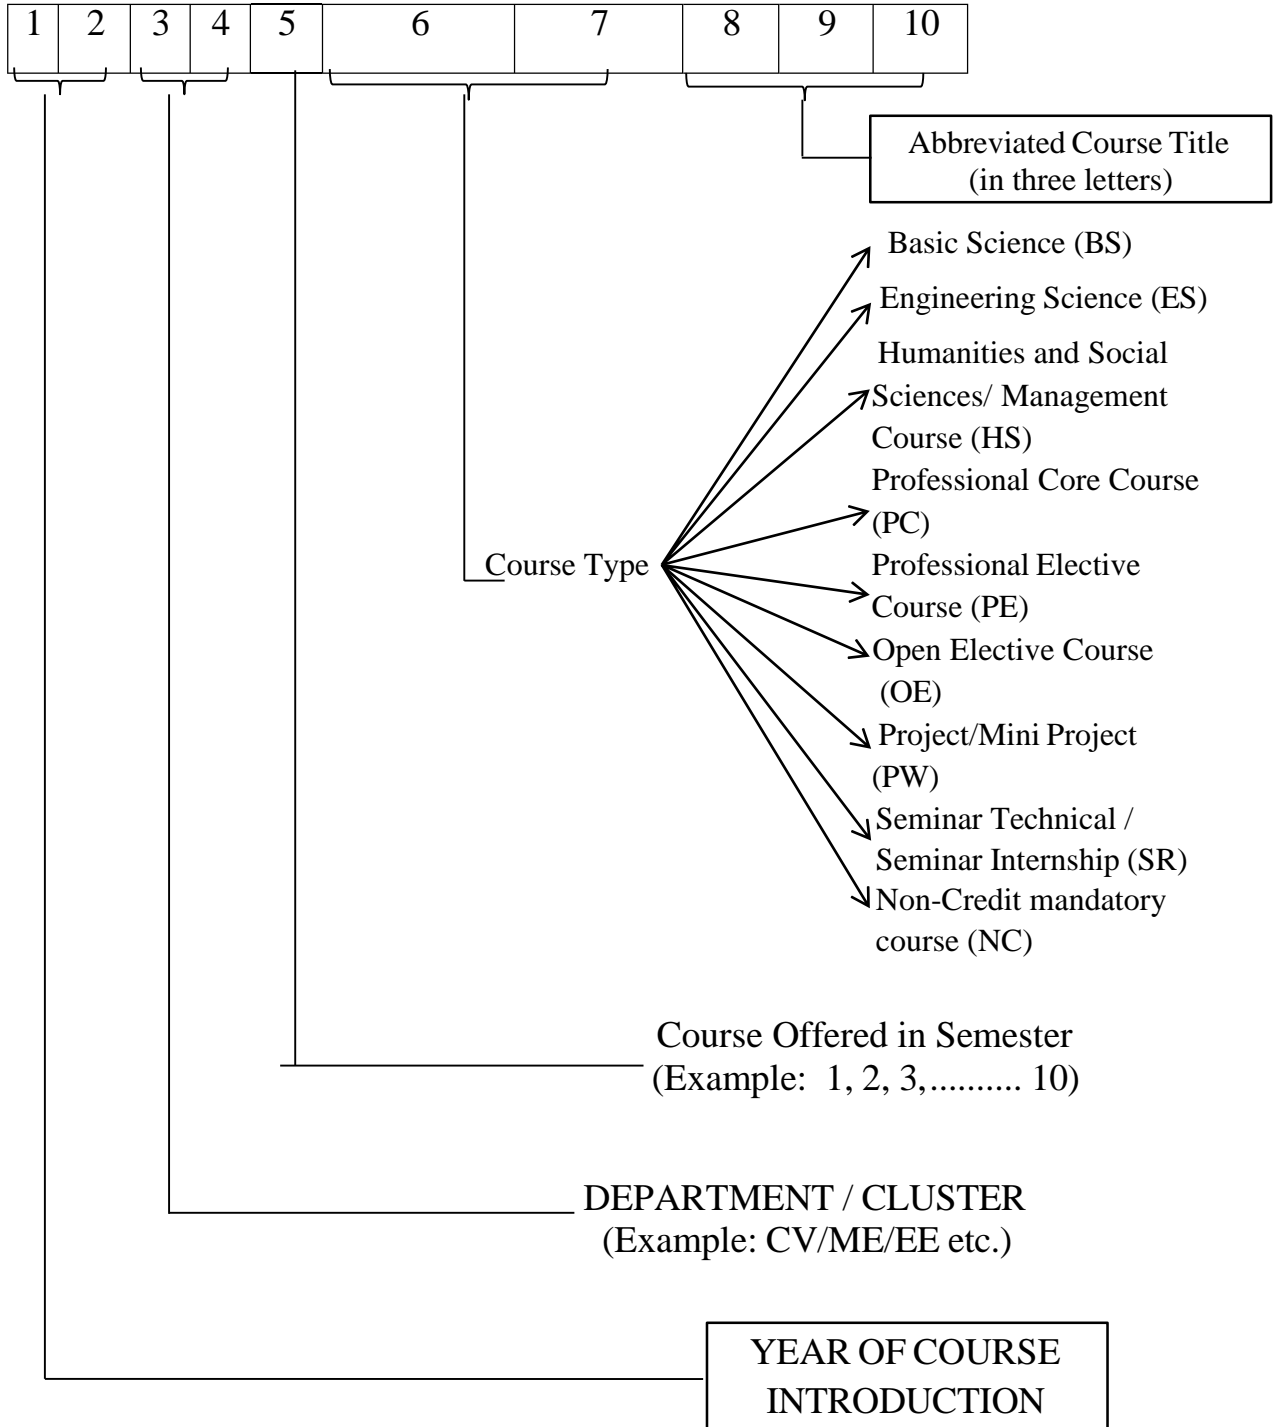 1 2 3 4 5 6 7 8 9 10
Abbreviated Course Title
(in three letters)
Basic Science (BS)
Engineering Science (ES)
Humanities and Social
Sciences/ Management
Course (HS)
Professional Core Course
(PC)
Course Type
Professional Elective
Course (PE)
Open Elective Course
(OE)
Project/Mini Project
(PW)
Seminar Technical /
Seminar Internship (SR)
Non-Credit mandatory
course (NC)
Course Offered in Semester
(Example: 1, 2, 3,.......... 10)
DEPARTMENT / CLUSTER
(Example: CV/ME/EE etc.)
YEAR OF COURSE
INTRODUCTION